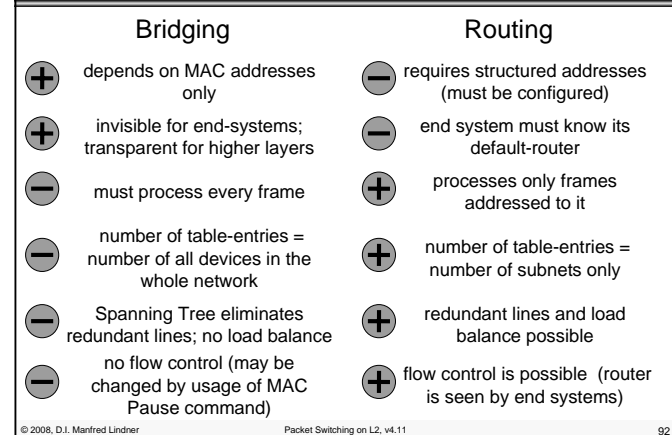 Bridging
depends on MAC addresses
only
invisible for end-systems;
transparent for higher layers
must process every frame
number of table-entries =
number of all devices in the
whole network
Spanning Tree eliminates
redundant lines; no load balance
no flow control (may be
changed by usage of MAC
Pause command)
Routing
requires structured addresses
(must be configured)
end system must know its
default-router
processes only frames
addressed to it
number of table-entries =
number of subnets only
redundant lines and load
balance possible
flow control is possible (router
is seen by end systems)
© 2008, D.I. Manfred Lindner
Packet Switching on L2, v4.11
92